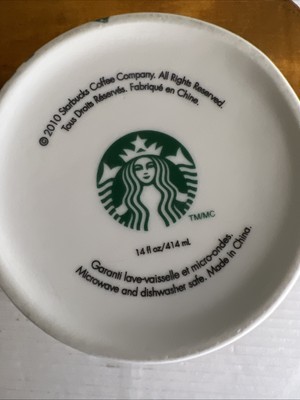 © 2010 Starbucks Coffee Company. All Rights Reserved.
Tous Droits Réservés. Fabriqué en Chine.
TM/MC
14 fl oz/414 mL
Garanti lave-vaisselle et micro-ondes.
Microwave and dishwasher safe. Made in China.